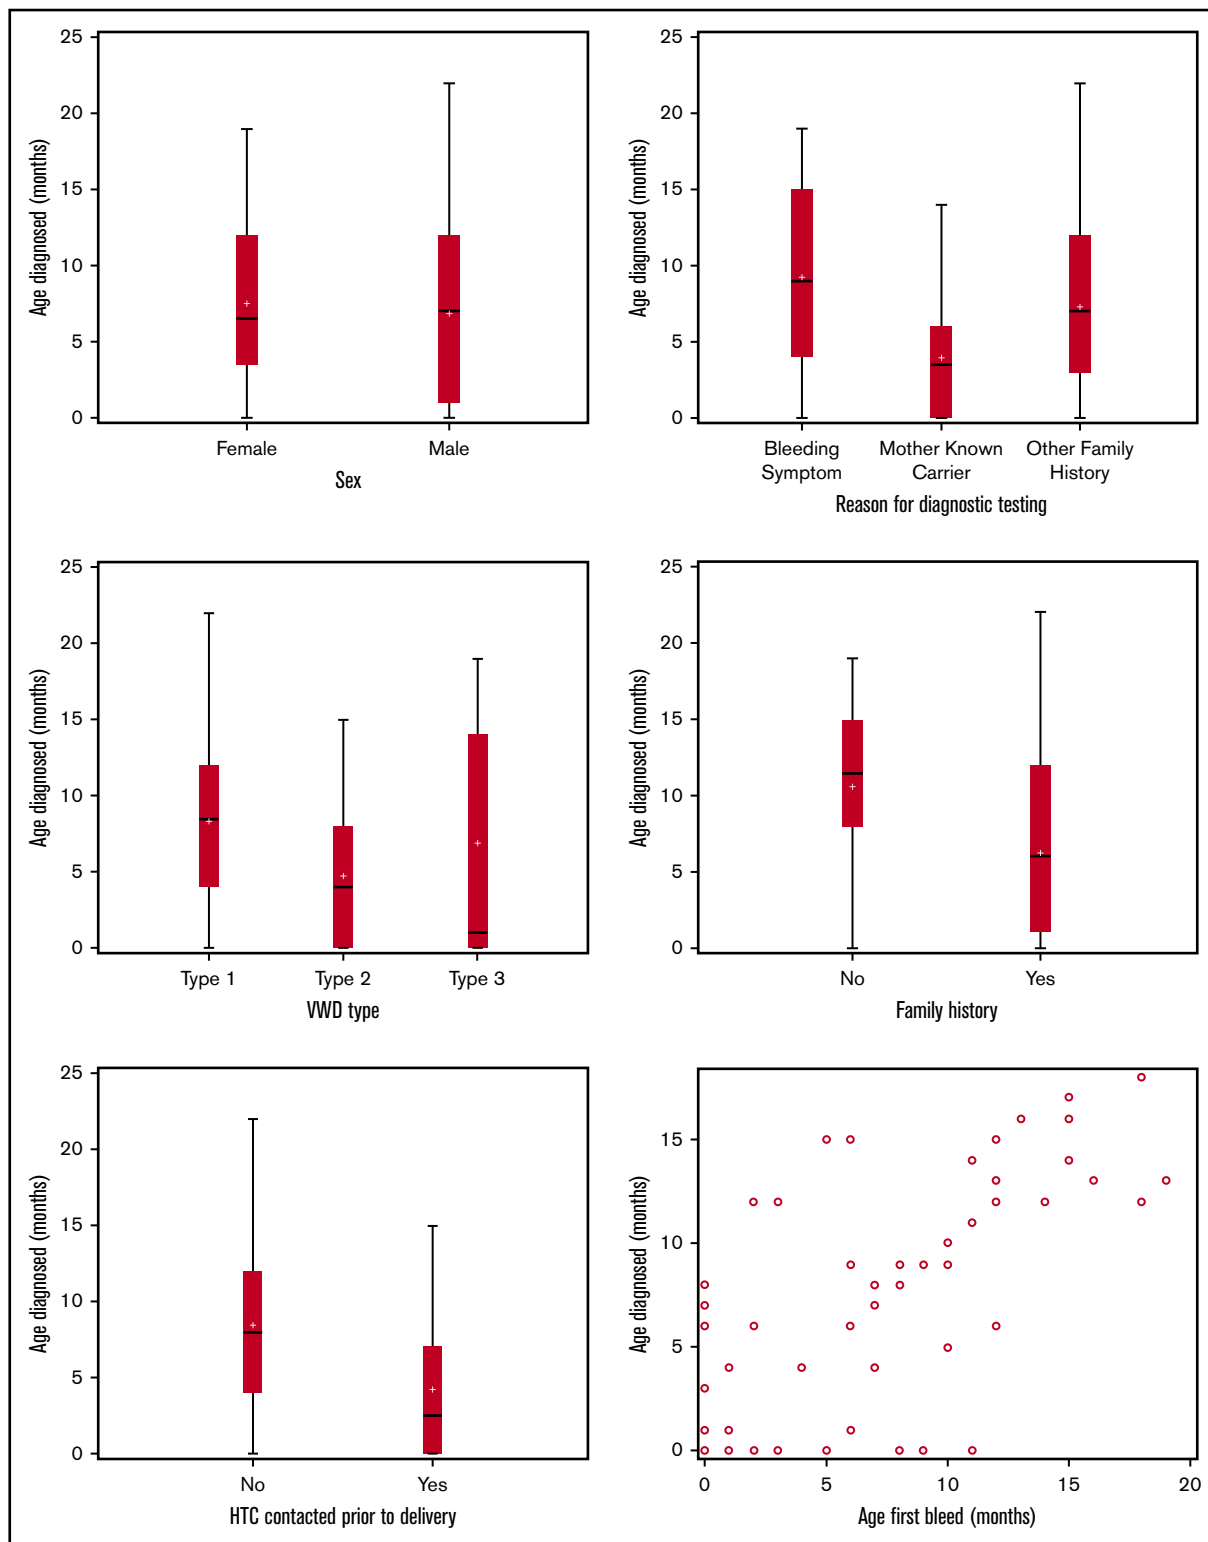 Age diagnosed (months)
25
20
15
10
5
0
Female
Male
Sex
Age diagnosed (months)
25
20
15
10
5
0
Bleeding
Symptom
Mother Known
Carrier
Other Family
History
Reason for diagnostic testing
Age diagnosed (months)
25
20
15
10
5
0
Type 1
Type 2
Type 3
VWD type
Age diagnosed (months)
25
20
15
10
5
0
No
Yes
Family history
Age diagnosed (months)
25
20
15
10
5
0
No
Yes
HTC contacted prior to delivery
Age diagnosed (months)
15
10
5
0
0
5
10
15
20
Age first bleed (months)